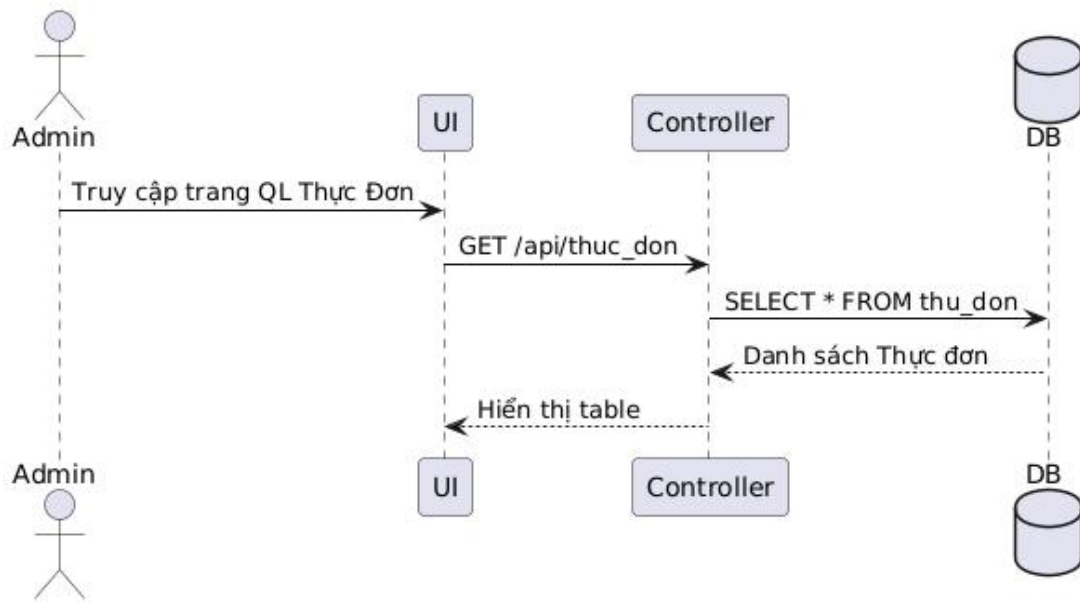 Admin
UI
Controller
DB
Truy cập trang QL Thực Đơn
GET /api/thuc_don
SELECT * FROM thu_don
Danh sách Thực đơn
Hiển thị table
Admin
UI
Controller
DB